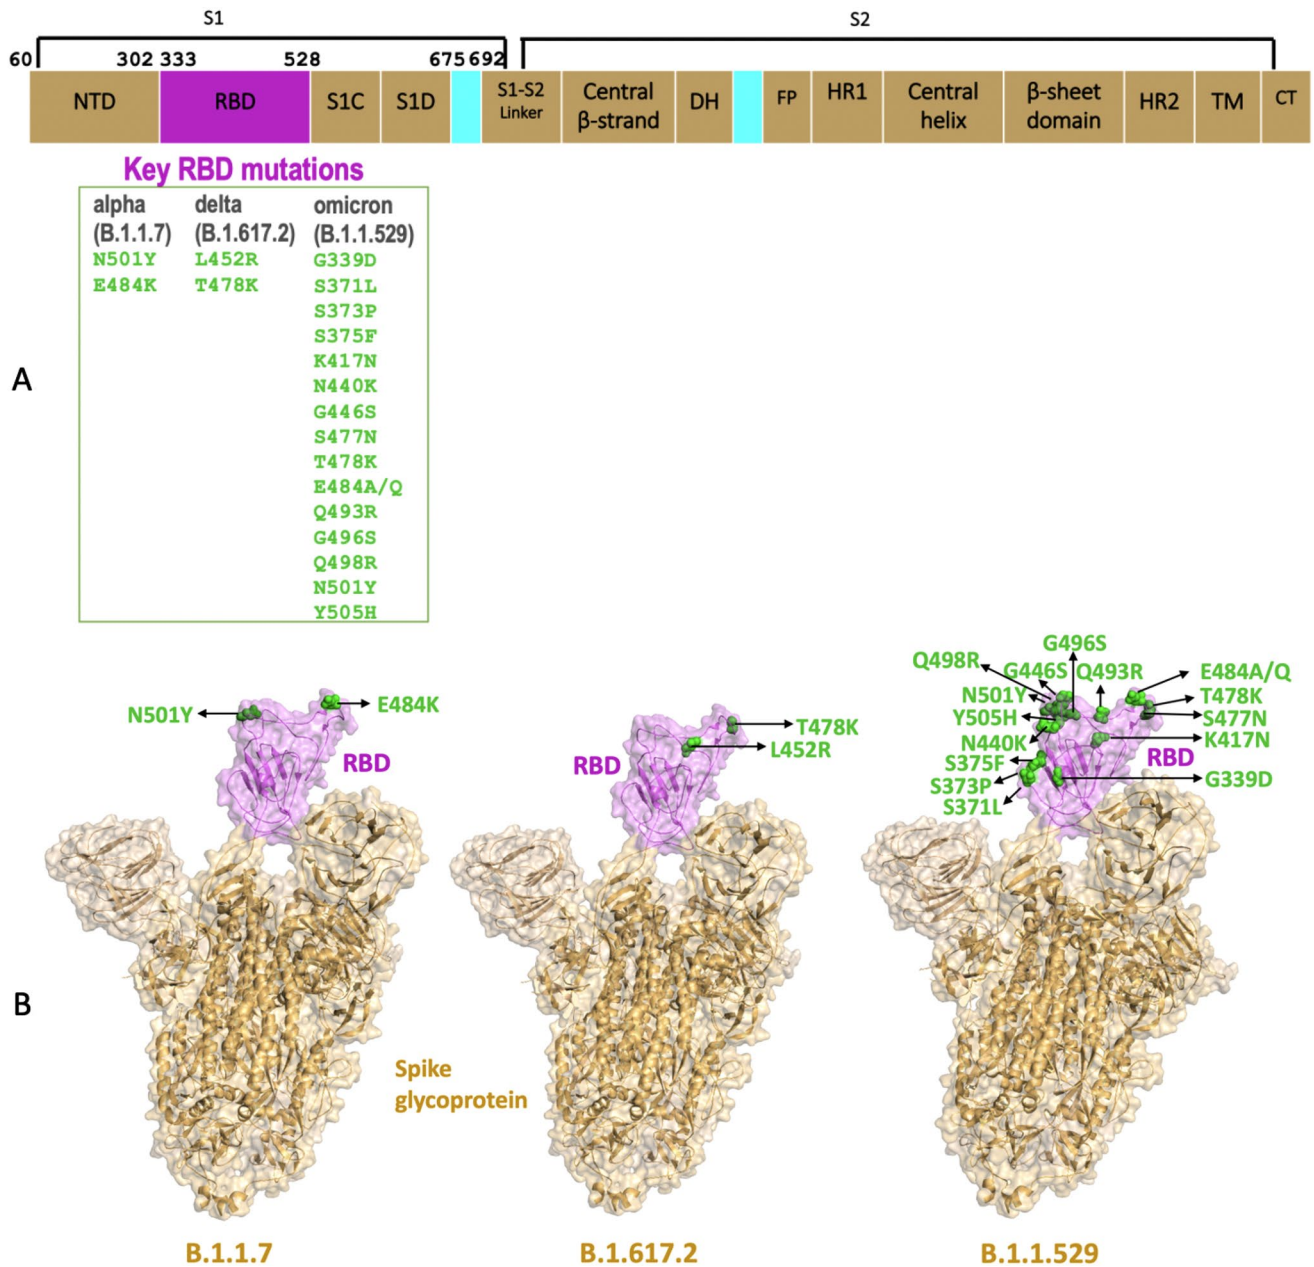 S1
S2
60
302 333
528
675 692
NTD
RBD
S1C
S1D
S1-S2
Linker
Central
β-strand
DH
FP
HR1
Central
helix
β-sheet
domain
HR2
TM
CT
Key RBD mutations
alpha
(B.1.1.7)
N501Y
E484K
delta
(B.1.617.2)
L452R
T478K
omicron
(B.1.1.529)
G339D
S371L
S373P
S375F
K417N
N440K
G446S
S477N
T478K
E484A/Q
Q493R
G496S
Q498R
N501Y
Y505H
A
N501Y
E484K
RBD
T478K
L452R
RBD
G496S
Q498R
G446S
Q493R
E484A/Q
N501Y
T478K
Y505H
S477N
N440K
K417N
S375F
RBD
S373P
G339D
S371L
B
Spike
glycoprotein
B.1.1.7
B.1.617.2
B.1.1.529